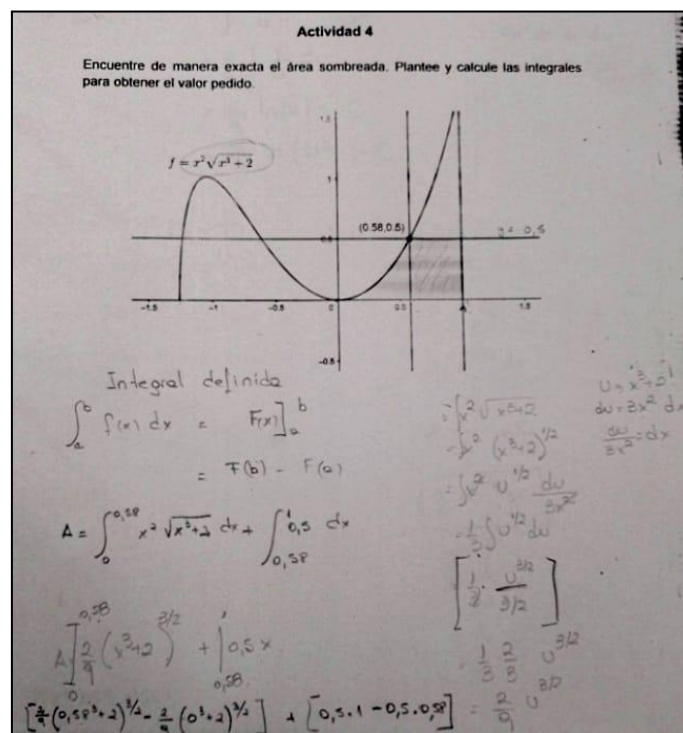 Actividad 4
Encuentre de manera exacta el área sombreada. Plantee y calcule las integrales
para obtener el valor pedido.
1.5
f = x²√(x³ + 2)
1
(0.58,0.5)
0.5
y = 0,5
-1.5 -1 -0.5 0 0.5 1.5
-0.5
Integral definida
∫ₐᵇ f(x) dx = F(x)]ₐᵇ
= F(b) - F(a)
A = ∫₀^0,58 x² √(x³+2) dx + ∫_0,58^1 0,5 dx
A [2/9 (x³+2)^3/2]₀^0,58 + |0,5x|_0,58^1
[2/9 (0,58³+2)^3/2 - 2/9 (0³+2)^3/2] + [0,5.1 - 0,5.0,58]
u = x³+2
du = 3x² dx
du/3x² = dx
= ∫x² √(x³+2)
= ∫x² (x³+2)^1/2
= ∫x² u^1/2 du/3x²
= 1/3 ∫u^1/2 du
[1/3 · u^3/2 / 3/2]
= 1/3 2/3 u^3/2
= 2/9 u^3/2